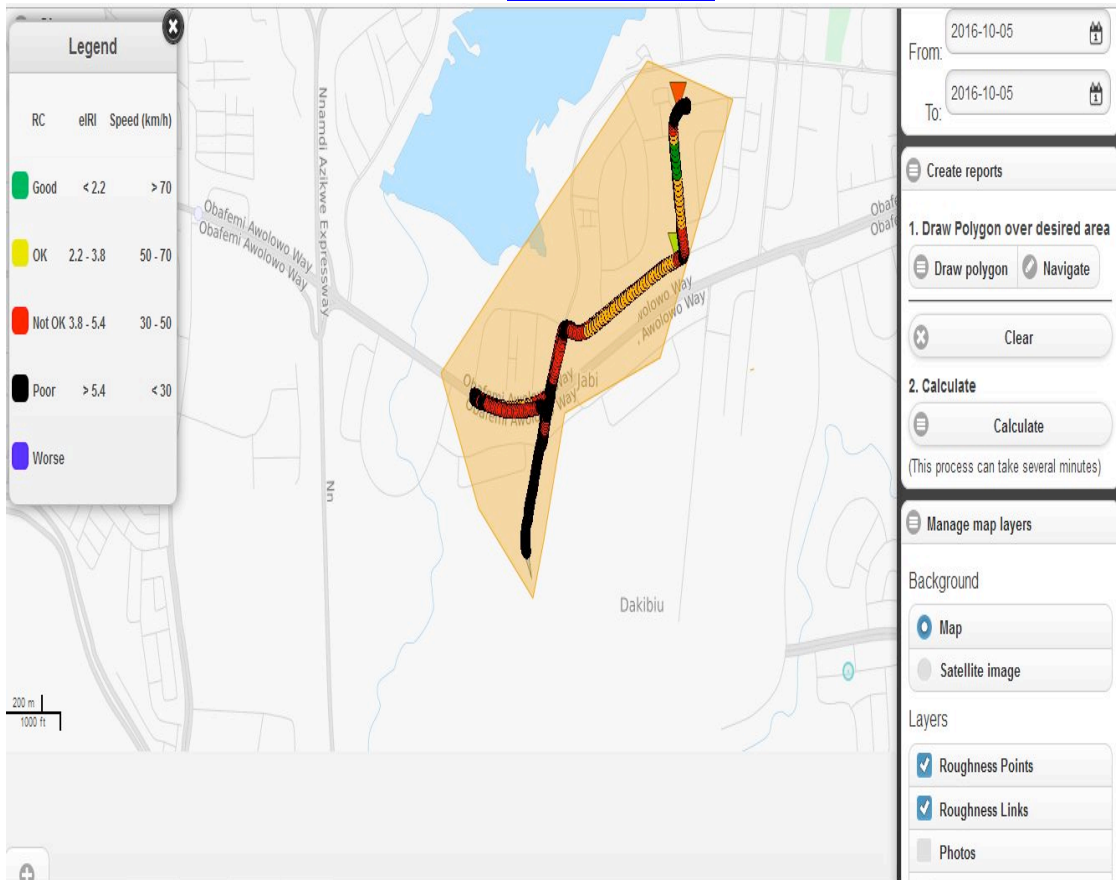 Legend
RC eIRI Speed (km/h)
Good < 2.2 > 70
OK 2.2 - 3.8 50 - 70
Not OK 3.8 - 5.4 30 - 50
Poor > 5.4 < 30
Worse
Nnamdi Azikwe Expressway
Obafemi Awolowo Way
Obafemi Awolowo Way
Obafe
Obafe
Awolowo Way
Awolowo Way
Jabi
Obafemi Awolowo Way
Obafemi Awolowo Way
Nn
Dakibiu
200 m
1000 ft
From: 2016-10-05
To: 2016-10-05
Create reports
1. Draw Polygon over desired area
Draw polygon Navigate
Clear
2. Calculate
Calculate
(This process can take several minutes)
Manage map layers
Background
Map
Satellite image
Layers
Roughness Points
Roughness Links
Photos